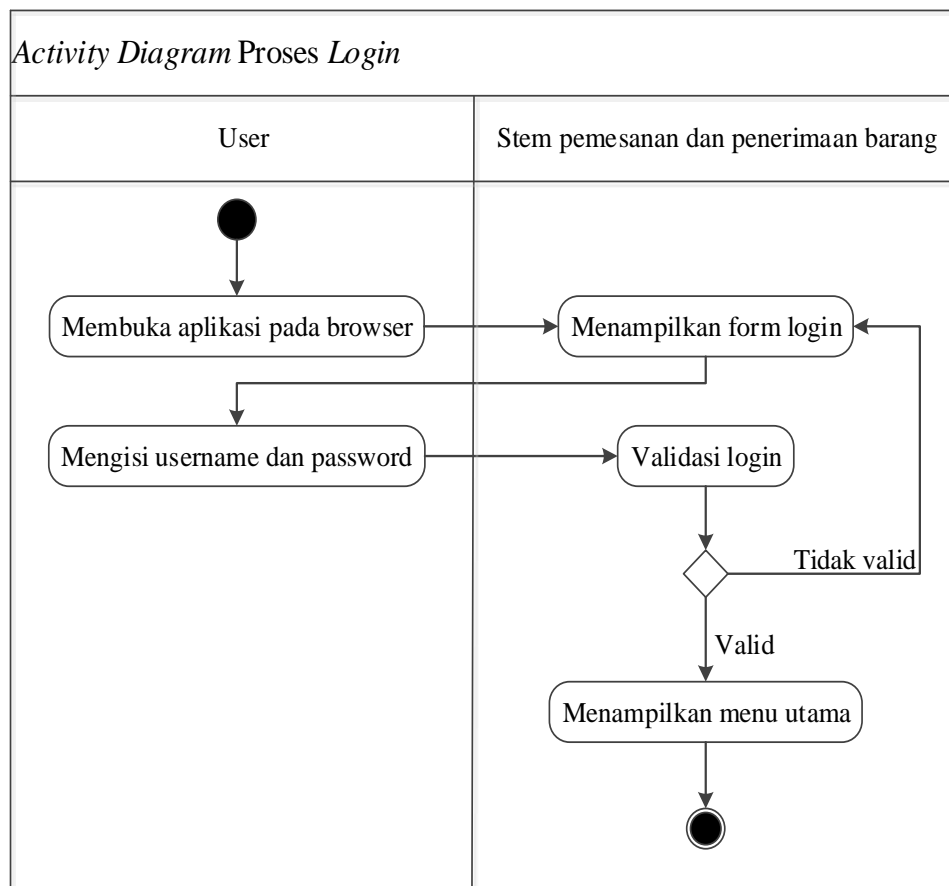 Activity Diagram Proses Login
User
Stem pemesanan dan penerimaan barang
Membuka aplikasi pada browser
Menampilkan form login
Mengisi username dan password
Validasi login
Tidak valid
Valid
Menampilkan menu utama